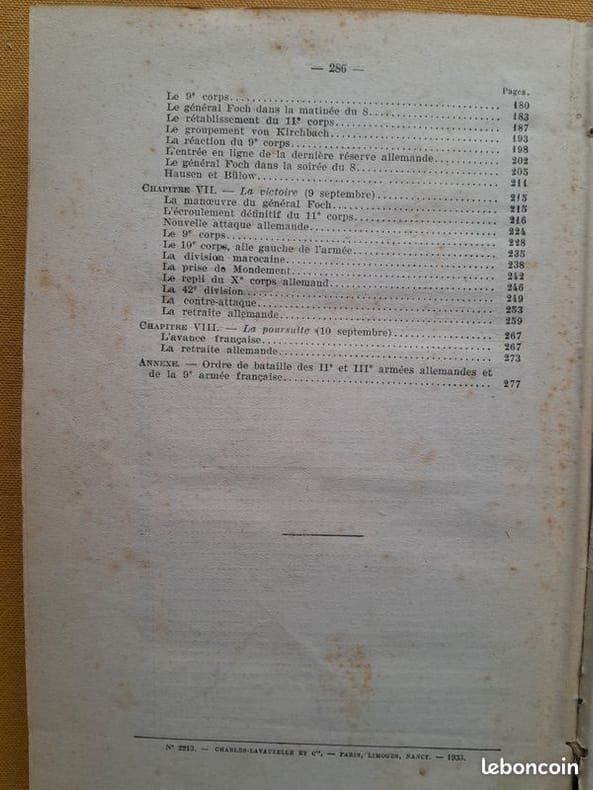 — 286 —
Pages.
Le 9e corps........ 180
Le général Foch dans la matinée du 8........ 183
Le rétablissement du 11e corps........ 187
Le groupement von Kirchbach........ 193
La réaction du 9e corps........ 198
L'entrée en ligne de la dernière réserve allemande........ 202
Le général Foch dans la soirée du 8........ 205
Hausen et Bülow........ 211
CHAPITRE VII. — La victoire (9 septembre)........ 215
La manœuvre du général Foch........ 215
L'écroulement définitif du 11e corps........ 216
Nouvelle attaque allemande........ 224
Le 9e corps........ 228
Le 10e corps, aile gauche de l'armée........ 235
La division marocaine........ 238
La prise de Mondement........ 242
Le repli du Xe corps allemand........ 246
La 42e division........ 249
La contre-attaque........ 253
La retraite allemande........ 259
CHAPITRE VIII. — La poursuite (10 septembre)........ 267
L'avance française........ 267
La retraite allemande........ 273
ANNEXE. — Ordre de bataille des IIe et IIIe armées allemandes et
de la 9e armée française........ 277
N° 2213. — CHARLES-LAVAUZELLE ET Cie. — PARIS, LIMOGES, NANCY. — 1933.
leboncoin